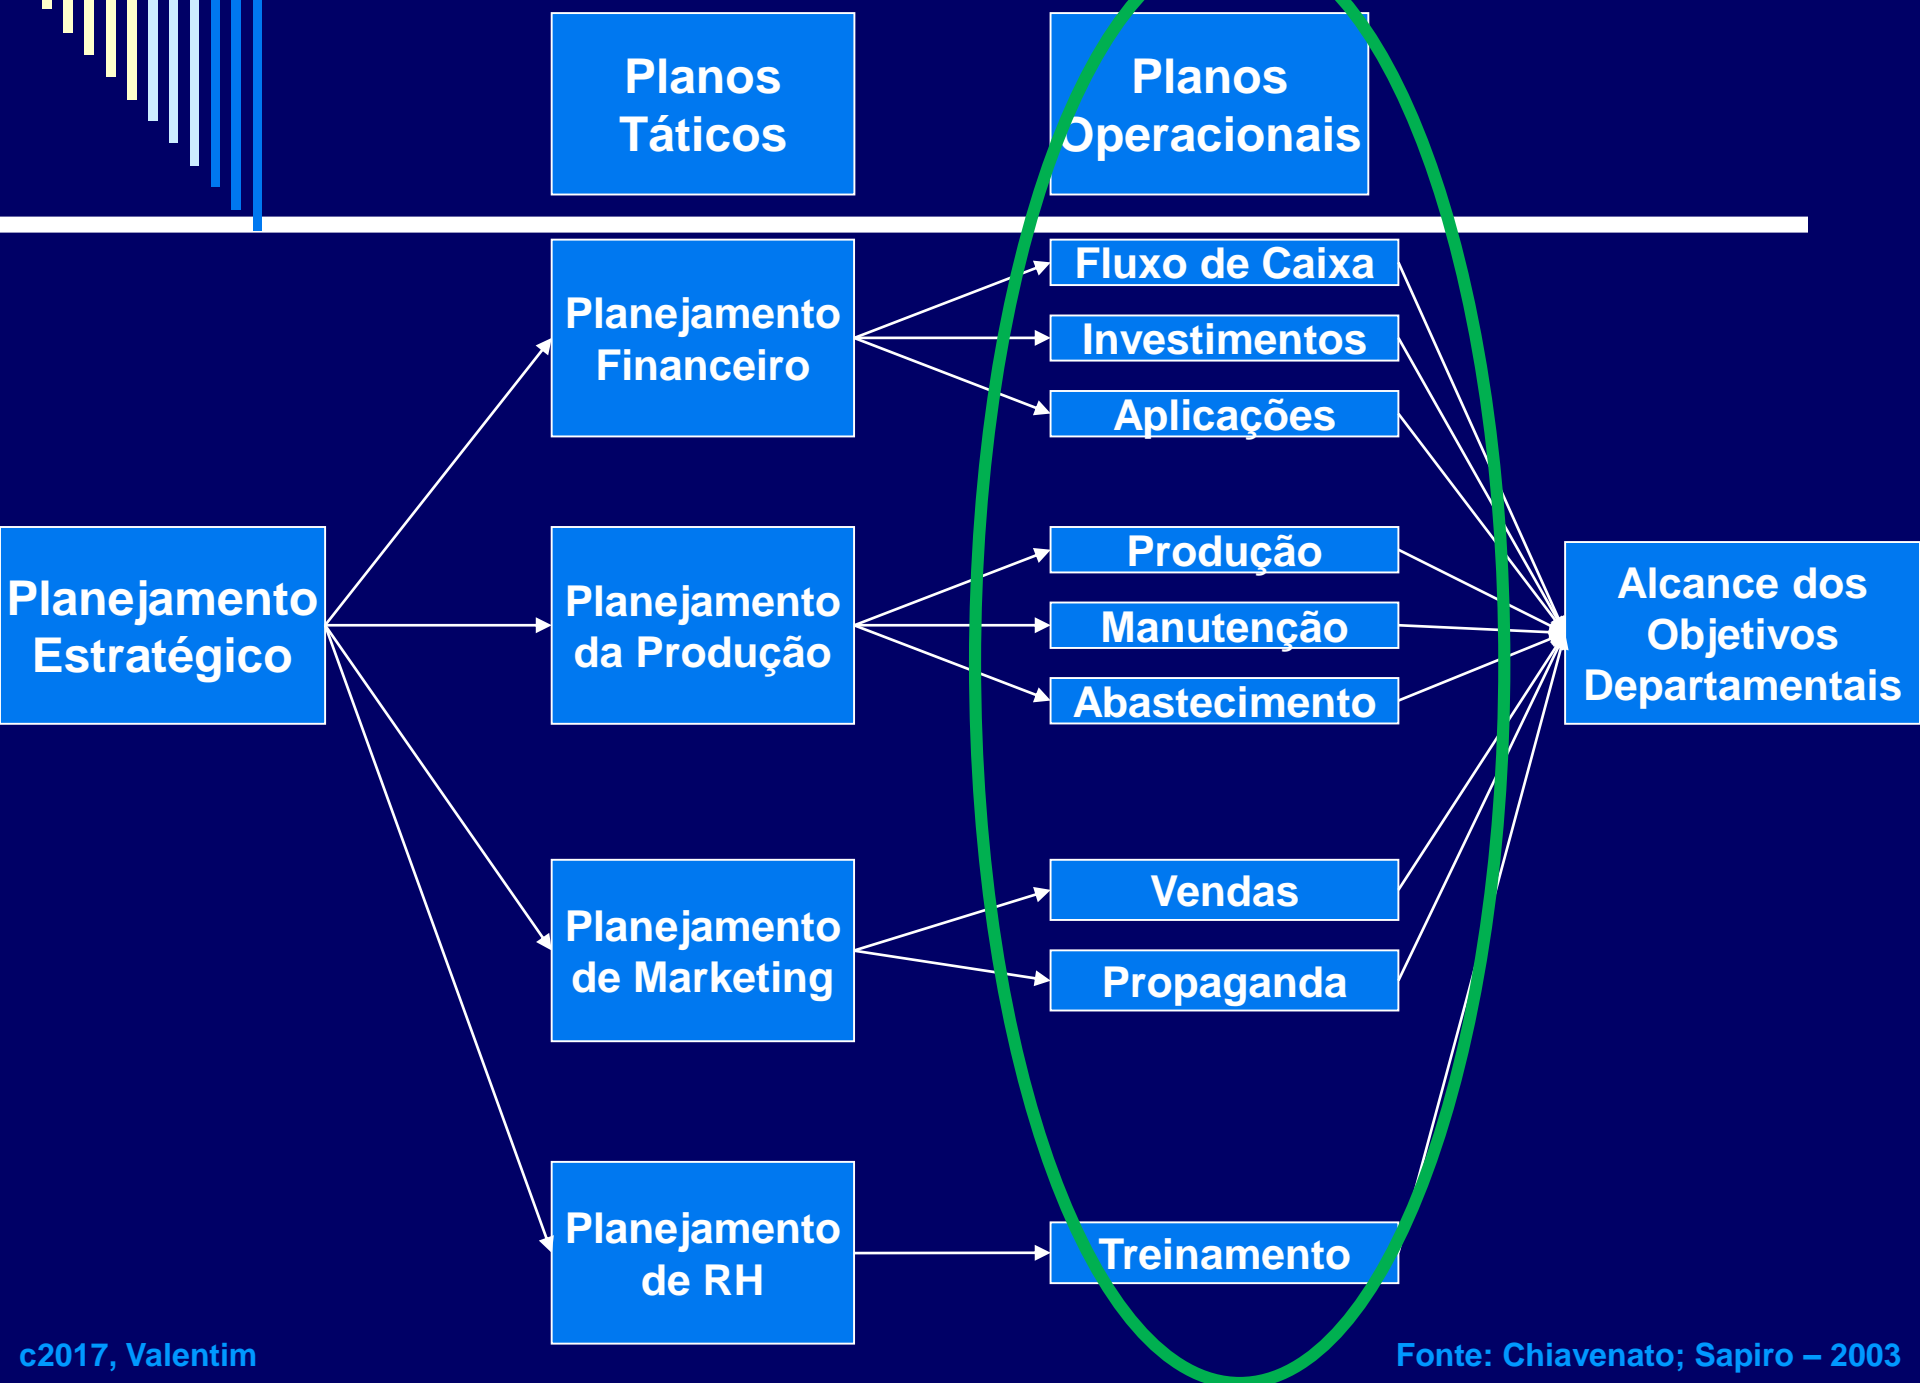 Planos
Táticos
Planos
Operacionais
Planejamento
Estratégico
Planejamento
Financeiro
Fluxo de Caixa
Investimentos
Aplicações
Planejamento
da Produção
Produção
Manutenção
Abastecimento
Planejamento
de Marketing
Vendas
Propaganda
Planejamento
de RH
Treinamento
Alcance dos
Objetivos
Departamentais
c2017, Valentim
Fonte: Chiavenato; Sapiro – 2003